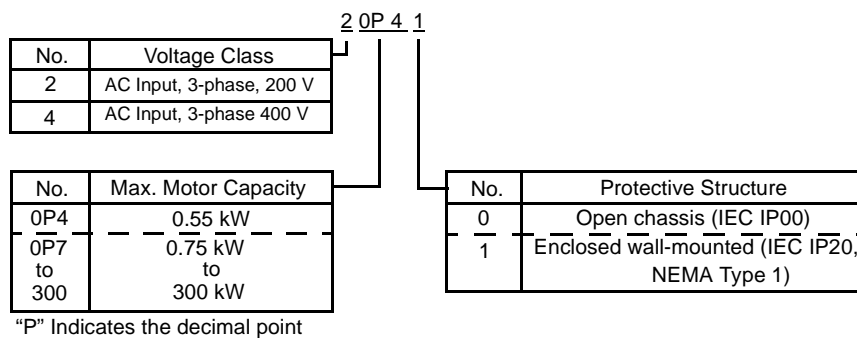 2 0P 4 1
No. Voltage Class
2 AC Input, 3-phase, 200 V
4 AC Input, 3-phase 400 V
No. Max. Motor Capacity
0P4 0.55 kW
0P7 0.75 kW
to to
300 300 kW
"P" Indicates the decimal point
No. Protective Structure
0 Open chassis (IEC IP00)
1 Enclosed wall-mounted (IEC IP20,
NEMA Type 1)